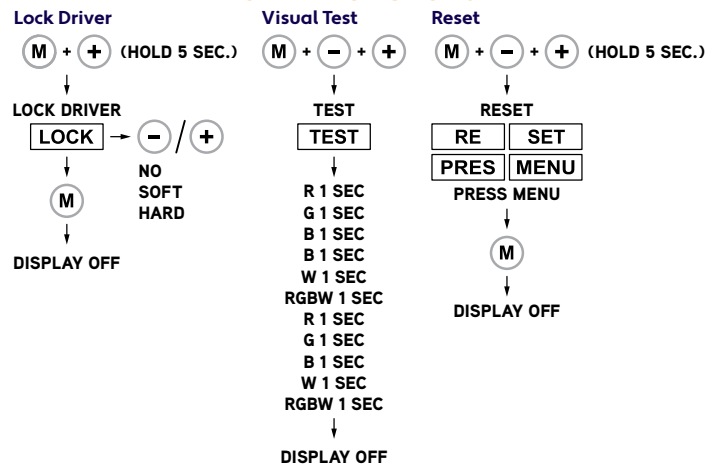 Lock Driver
M + + (HOLD 5 SEC.)
LOCK DRIVER
LOCK → - / +
NO
SOFT
HARD
M
DISPLAY OFF
Visual Test
M + - + +
TEST
TEST
R 1 SEC
G 1 SEC
B 1 SEC
B 1 SEC
W 1 SEC
RGBW 1 SEC
R 1 SEC
G 1 SEC
B 1 SEC
W 1 SEC
RGBW 1 SEC
DISPLAY OFF
Reset
M + - + + (HOLD 5 SEC.)
RESET
RE SET
PRES MENU
PRESS MENU
M
DISPLAY OFF